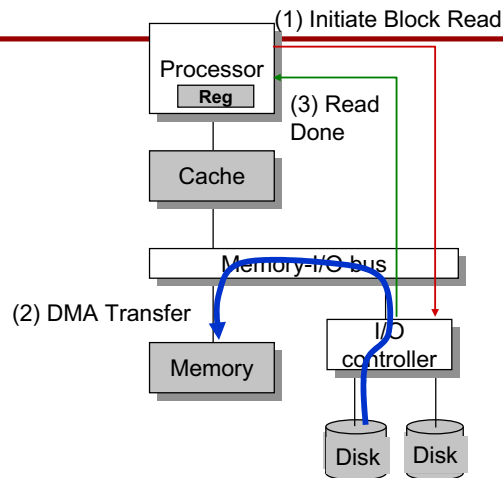 (1) Initiate Block Read
Processor
Reg
(3) Read
Done
Cache
Memory-I/O bus
(2) DMA Transfer
I/O
controller
Memory
Disk
Disk